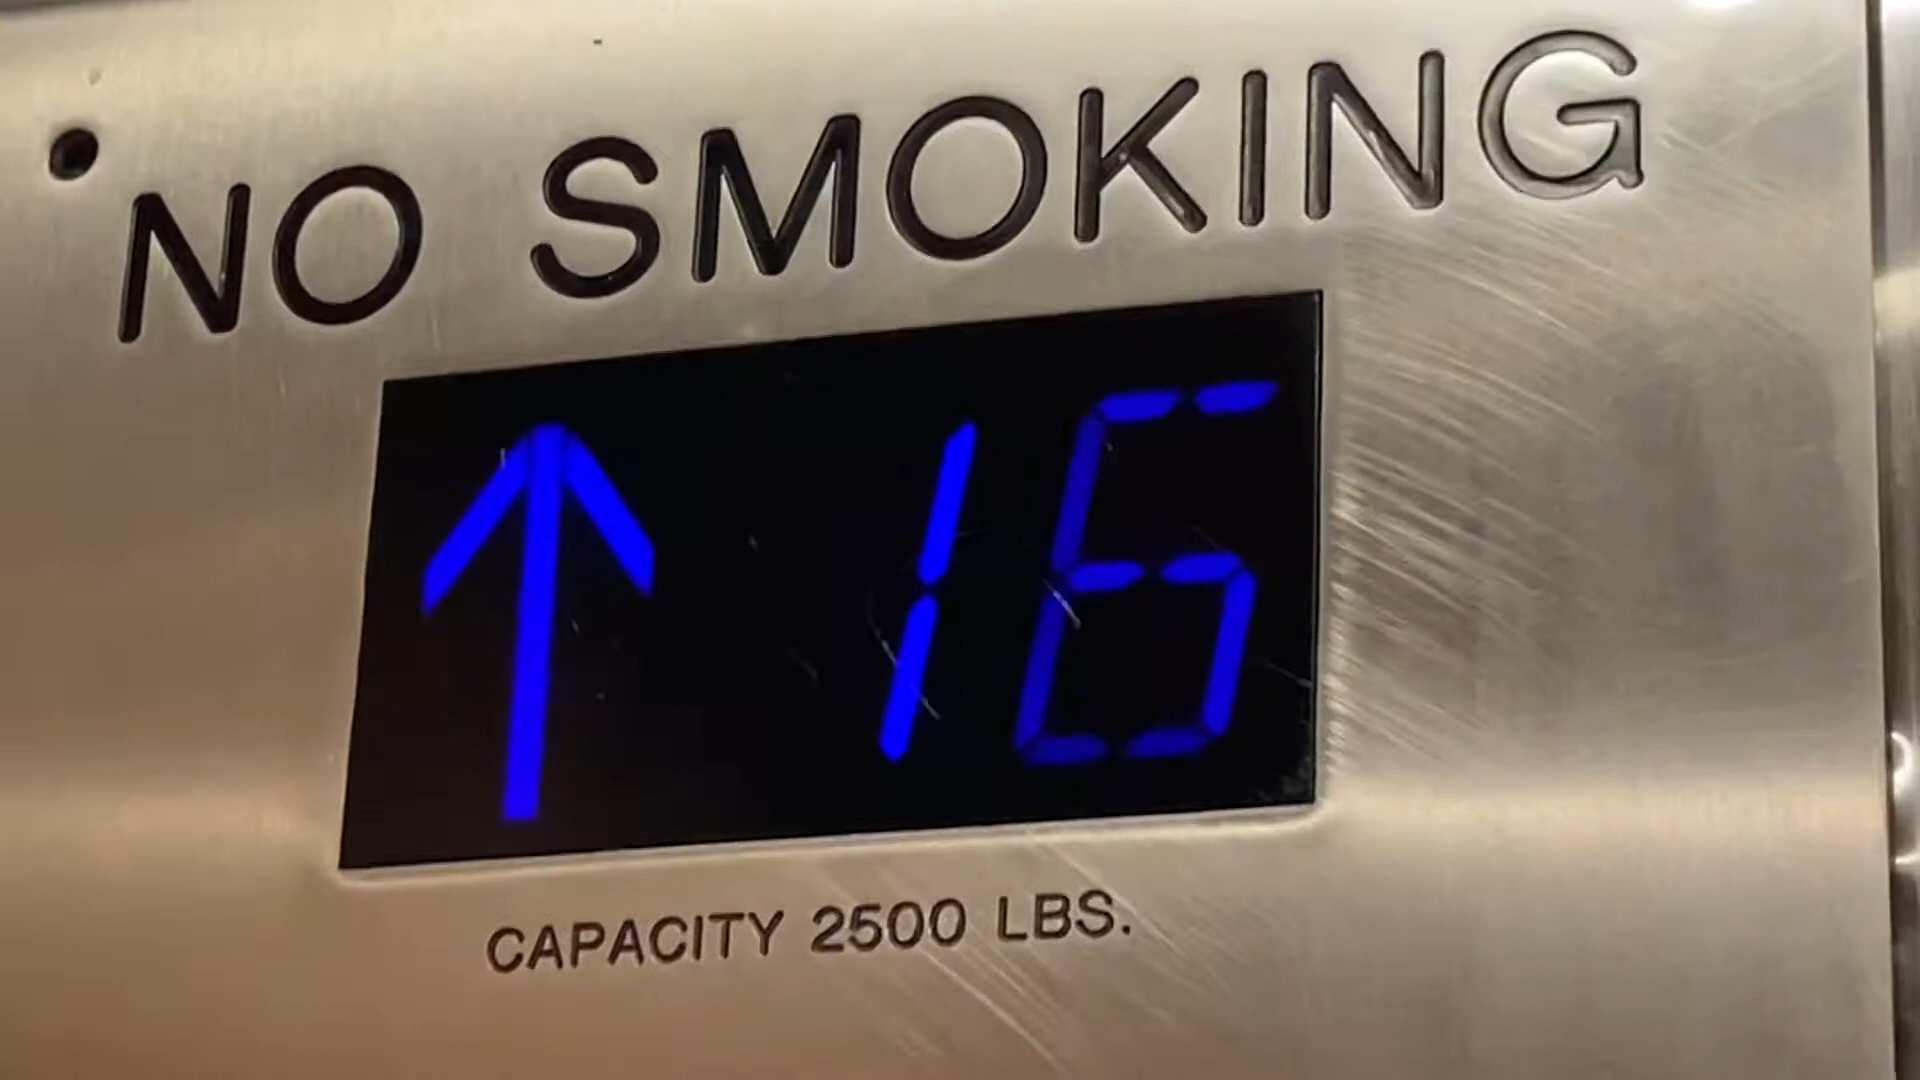 NO SMOKING
↑ 16
CAPACITY 2500 LBS.